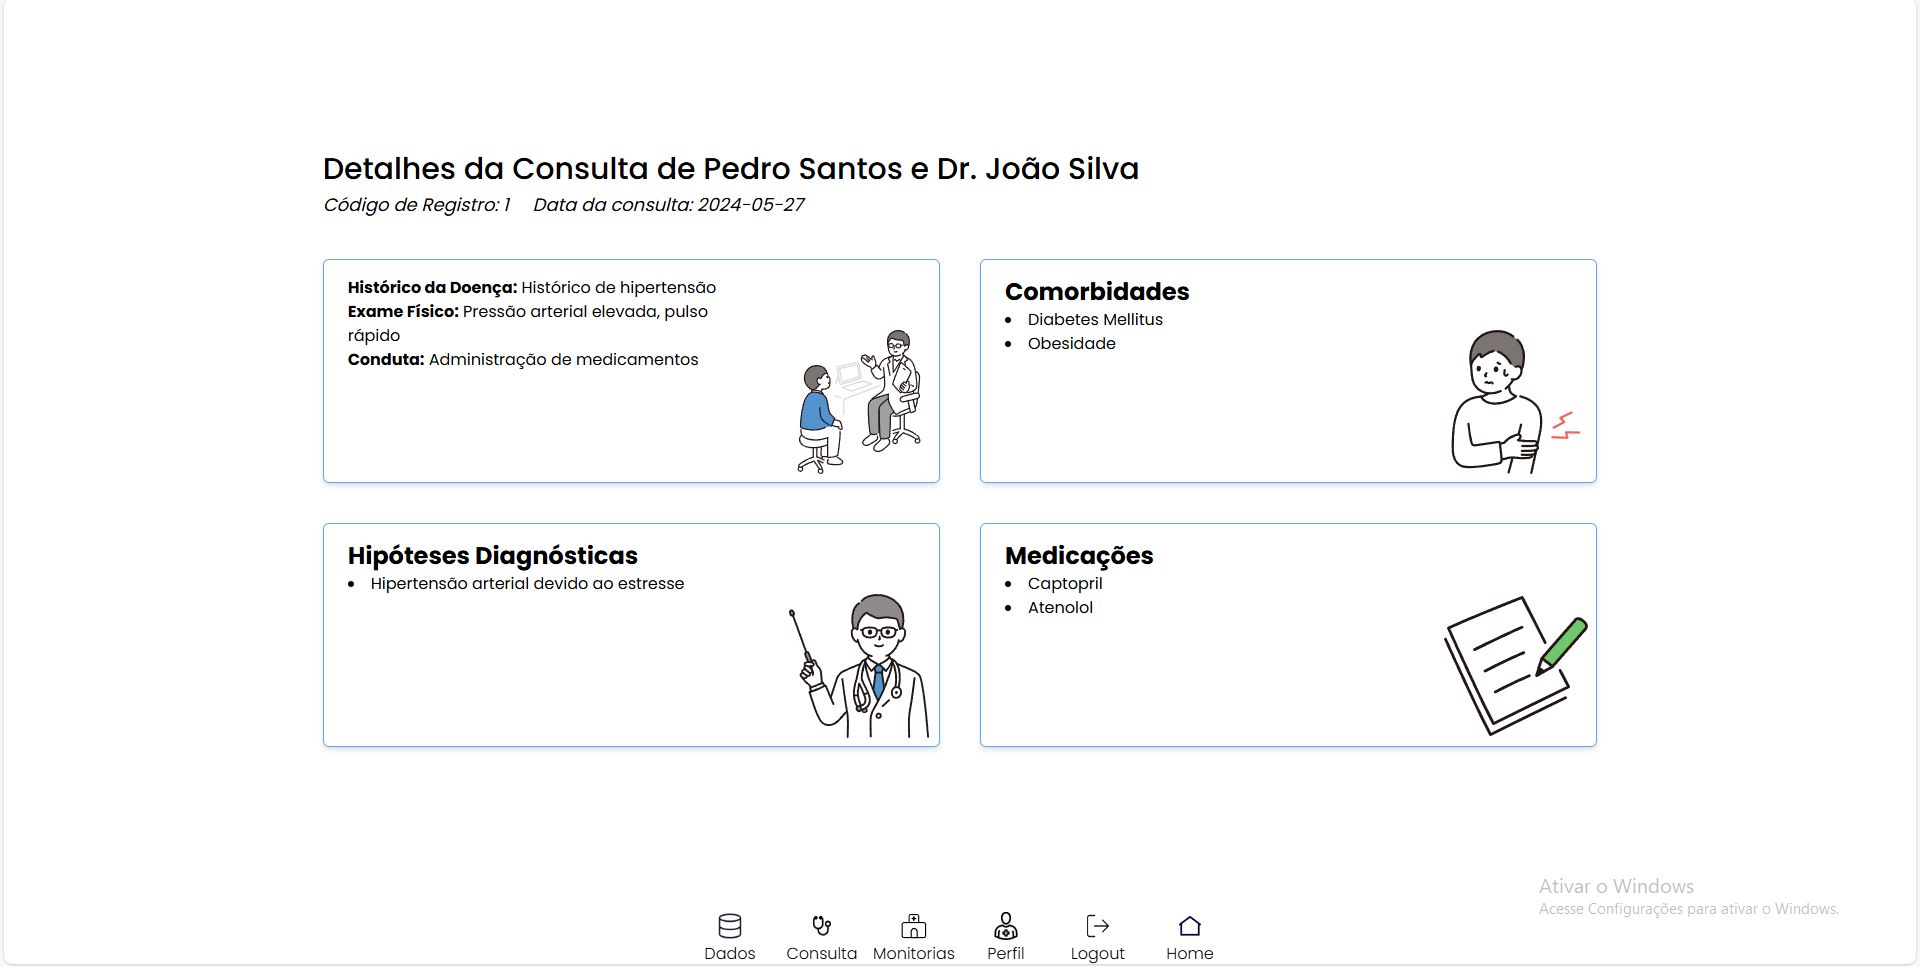 Detalhes da Consulta de Pedro Santos e Dr. João Silva
Código de Registro: 1 Data da consulta: 2024-05-27
Histórico da Doença: Histórico de hipertensão
Exame Físico: Pressão arterial elevada, pulso
rápido
Conduta: Administração de medicamentos
Comorbidades
• Diabetes Mellitus
• Obesidade
Hipóteses Diagnósticas
• Hipertensão arterial devido ao estresse
Medicações
• Captopril
• Atenolol
Ativar o Windows
Acesse Configurações para ativar o Windows.
Dados Consulta Monitorias Perfil Logout Home